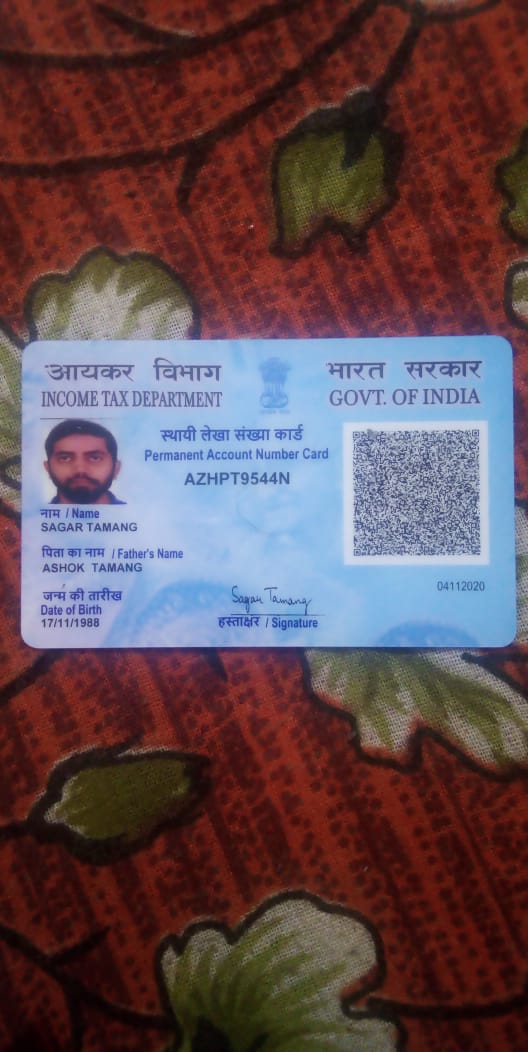 आयकर विभाग
INCOME TAX DEPARTMENT
भारत सरकार
GOVT. OF INDIA
स्थायी लेखा संख्या कार्ड
Permanent Account Number Card
AZHPT9544N
नाम / Name
SAGAR TAMANG
पिता का नाम / Father's Name
ASHOK TAMANG
जन्म की तारीख
Date of Birth
17/11/1988
Sagar Tamang
हस्ताक्षर / Signature
04112020